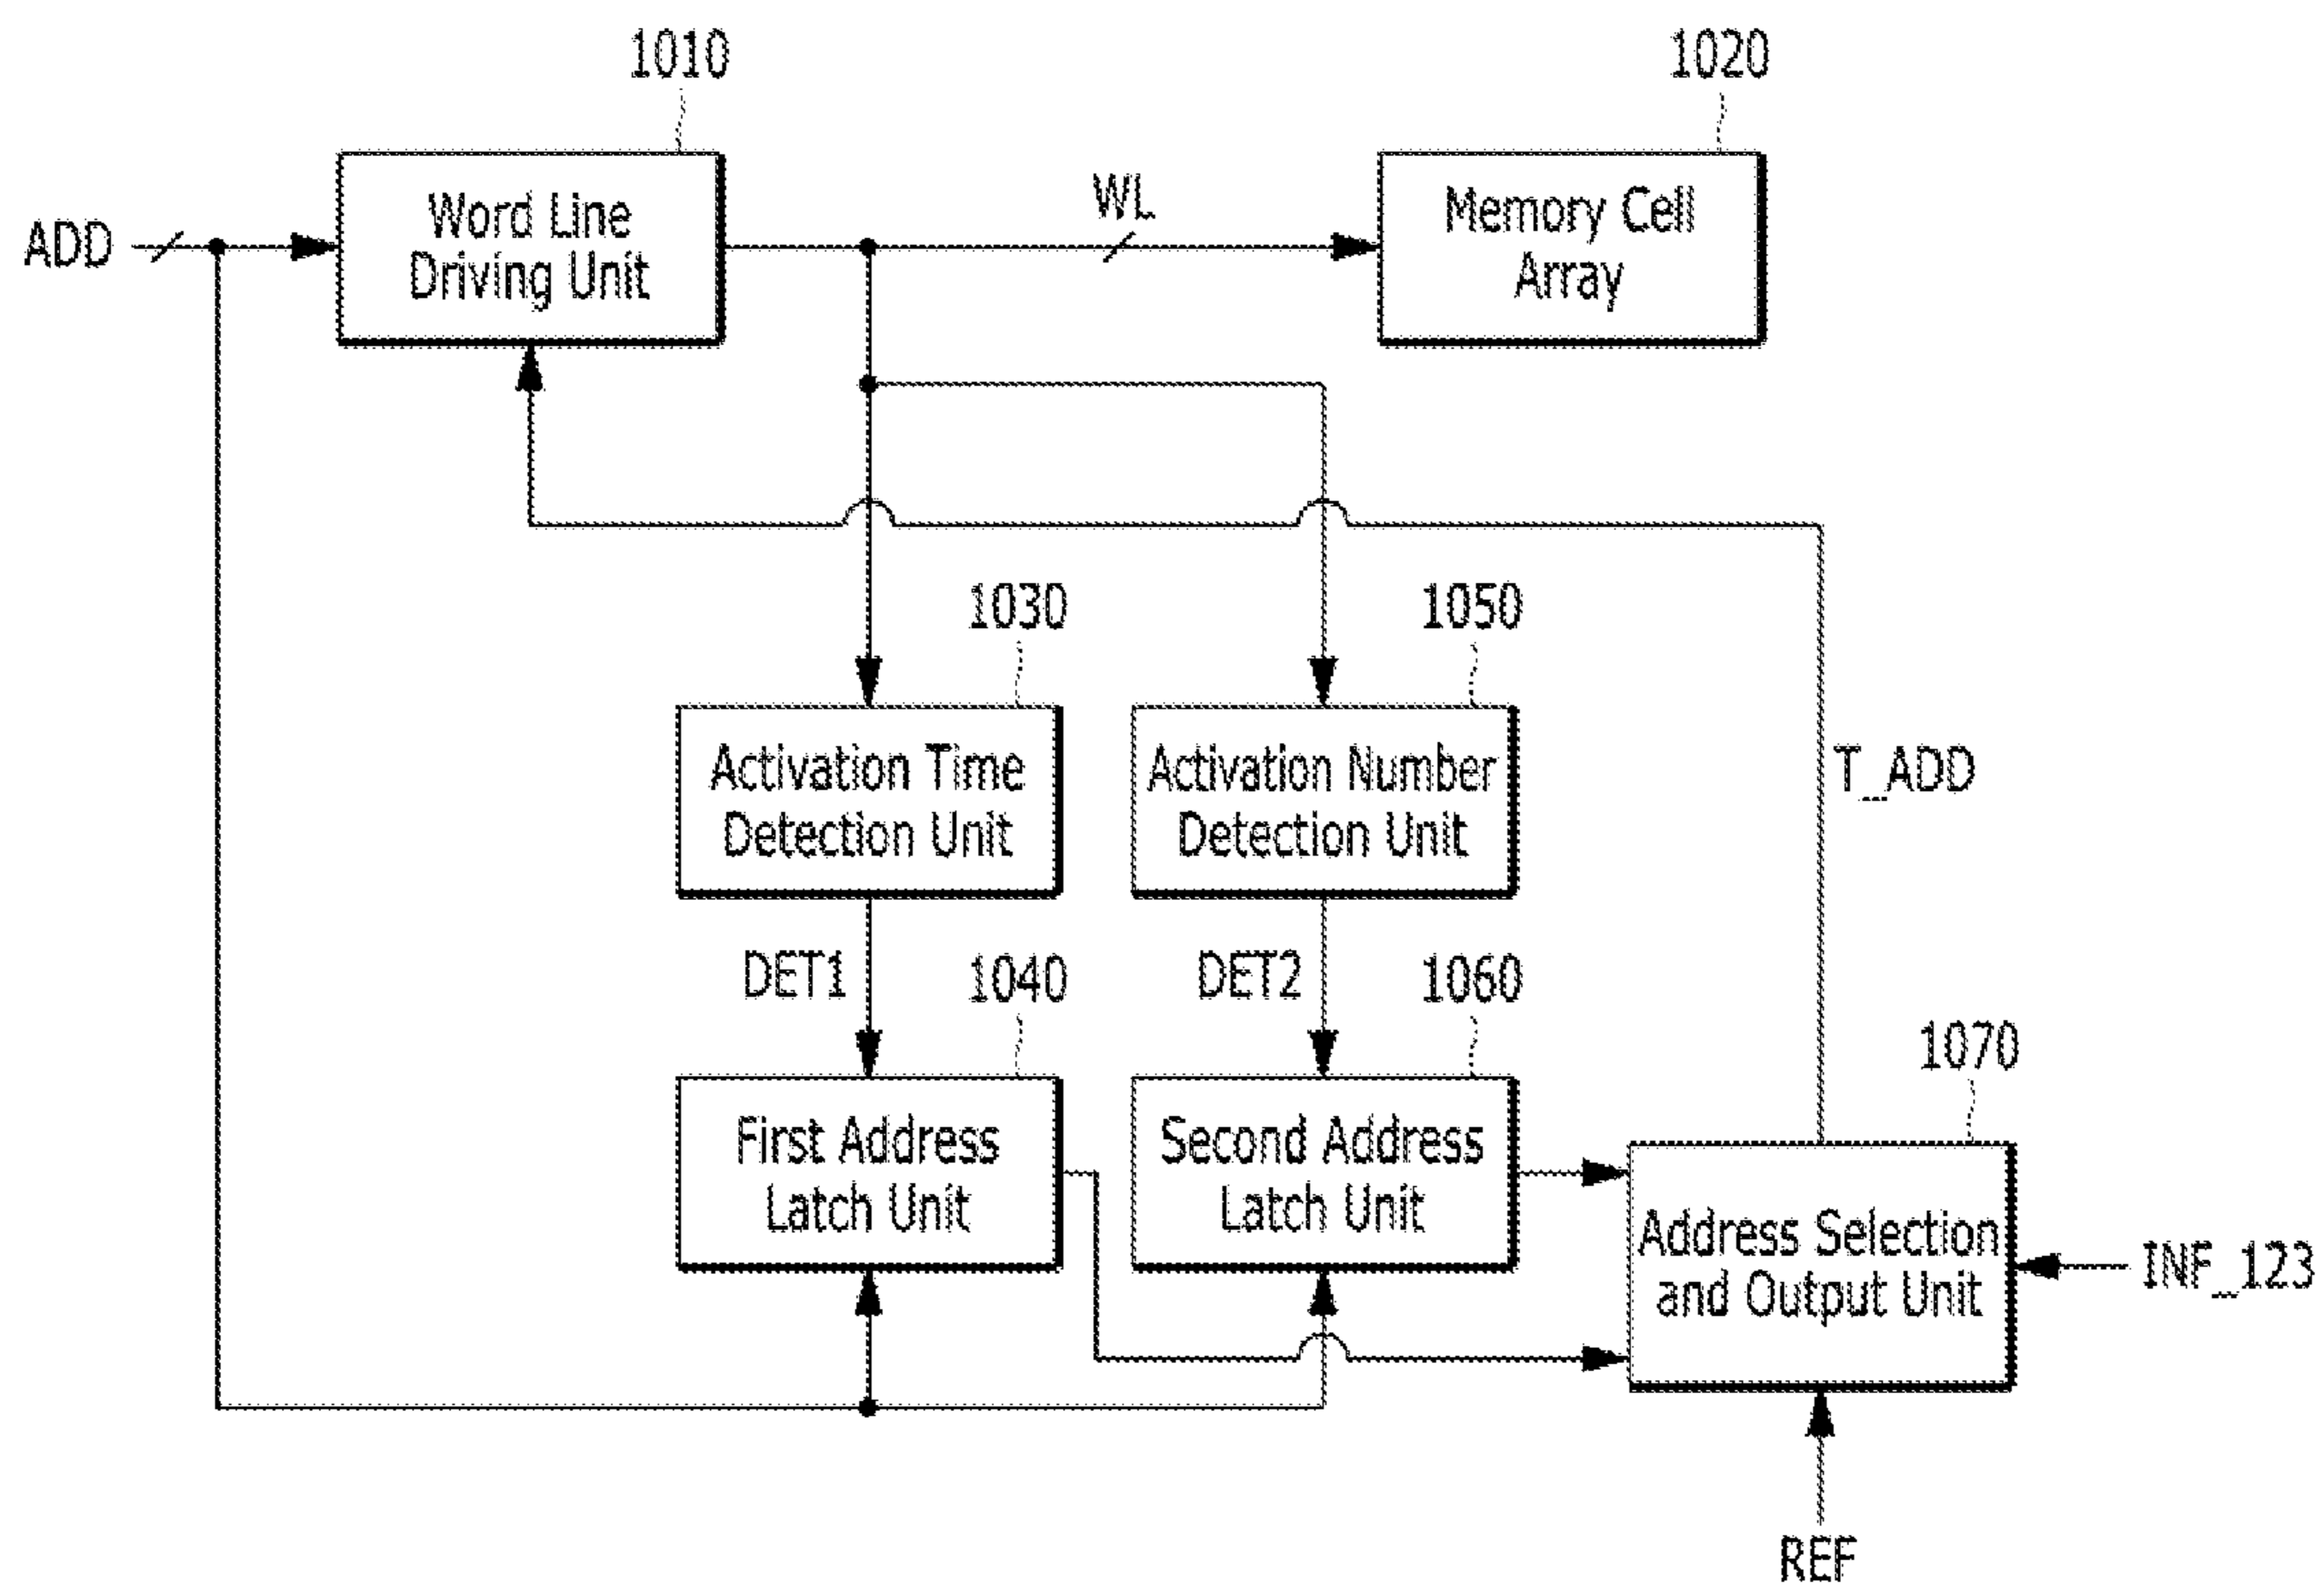 1010
1020
ADD
Word Line
Driving Unit
WL
Memory Cell
Array
1030
1050
Activation Time
Detection Unit
Activation Number
Detection Unit
T_ADD
DET1
1040
DET2
1060
1070
First Address
Latch Unit
Second Address
Latch Unit
Address Selection
and Output Unit
INF_123
REF